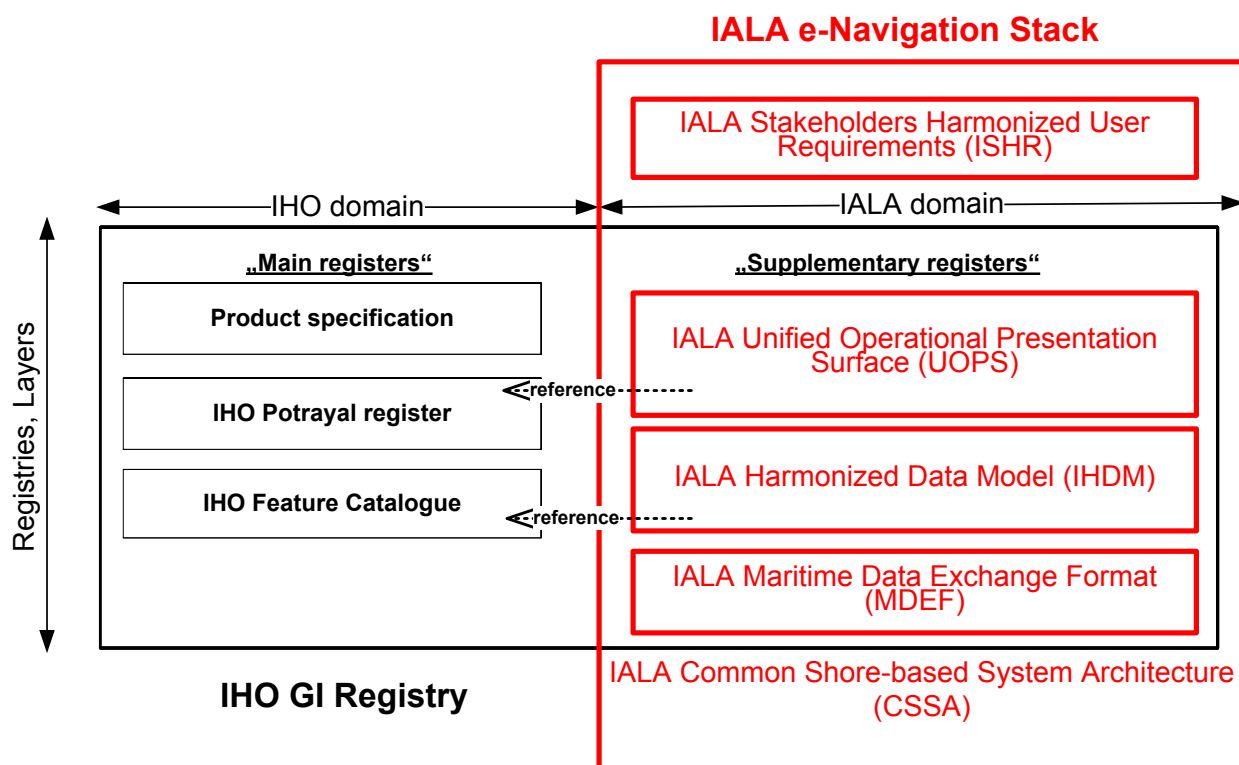 IALA e-Navigation Stack
IALA Stakeholders Harmonized User
Requirements (ISHR)
IHO domain
IALA domain
Registries, Layers
„Main registers“
Product specification
IHO Potrayal register
IHO Feature Catalogue
„Supplementary registers“
IALA Unified Operational Presentation
Surface (UOPS)
reference
IALA Harmonized Data Model (IHDM)
reference
IALA Maritime Data Exchange Format
(MDEF)
IHO GI Registry
IALA Common Shore-based System Architecture
(CSSA)